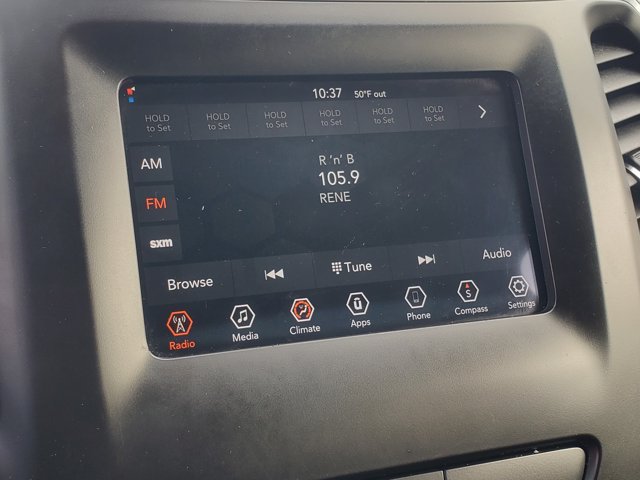 10:37 50°F out
HOLD to Set HOLD to Set HOLD to Set HOLD to Set HOLD to Set HOLD to Set
AM
R 'n' B
105.9
FM
RENE
sxm
Browse Tune Audio
Radio Media Climate Apps Phone Compass Settings
S